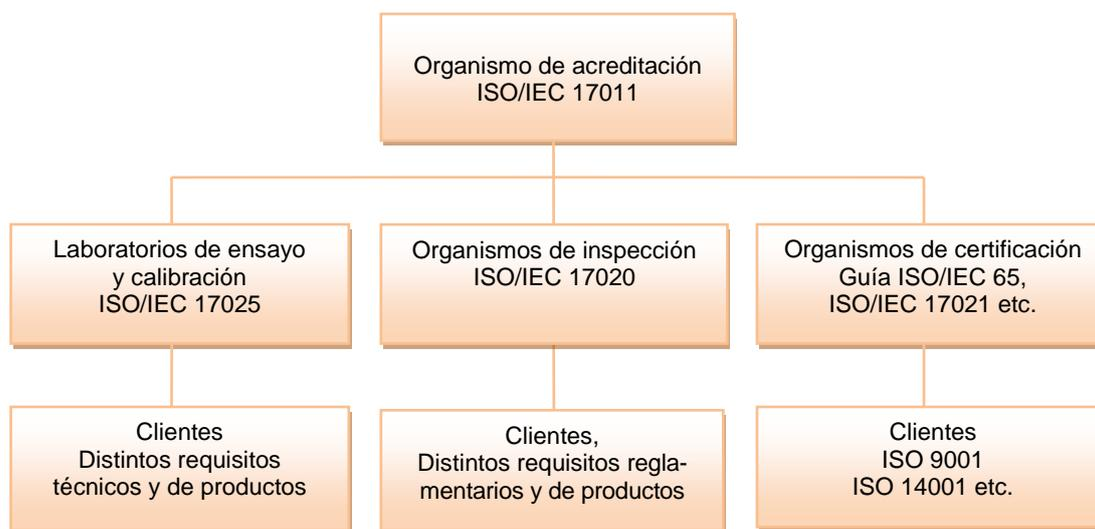 Organismo de acreditación
ISO/IEC 17011
Laboratorios de ensayo
y calibración
ISO/IEC 17025
Organismos de inspección
ISO/IEC 17020
Organismos de certificación
Guía ISO/IEC 65,
ISO/IEC 17021 etc.
Clientes
Distintos requisitos
técnicos y de productos
Clientes,
Distintos requisitos regla-
mentarios y de productos
Clientes
ISO 9001
ISO 14001 etc.